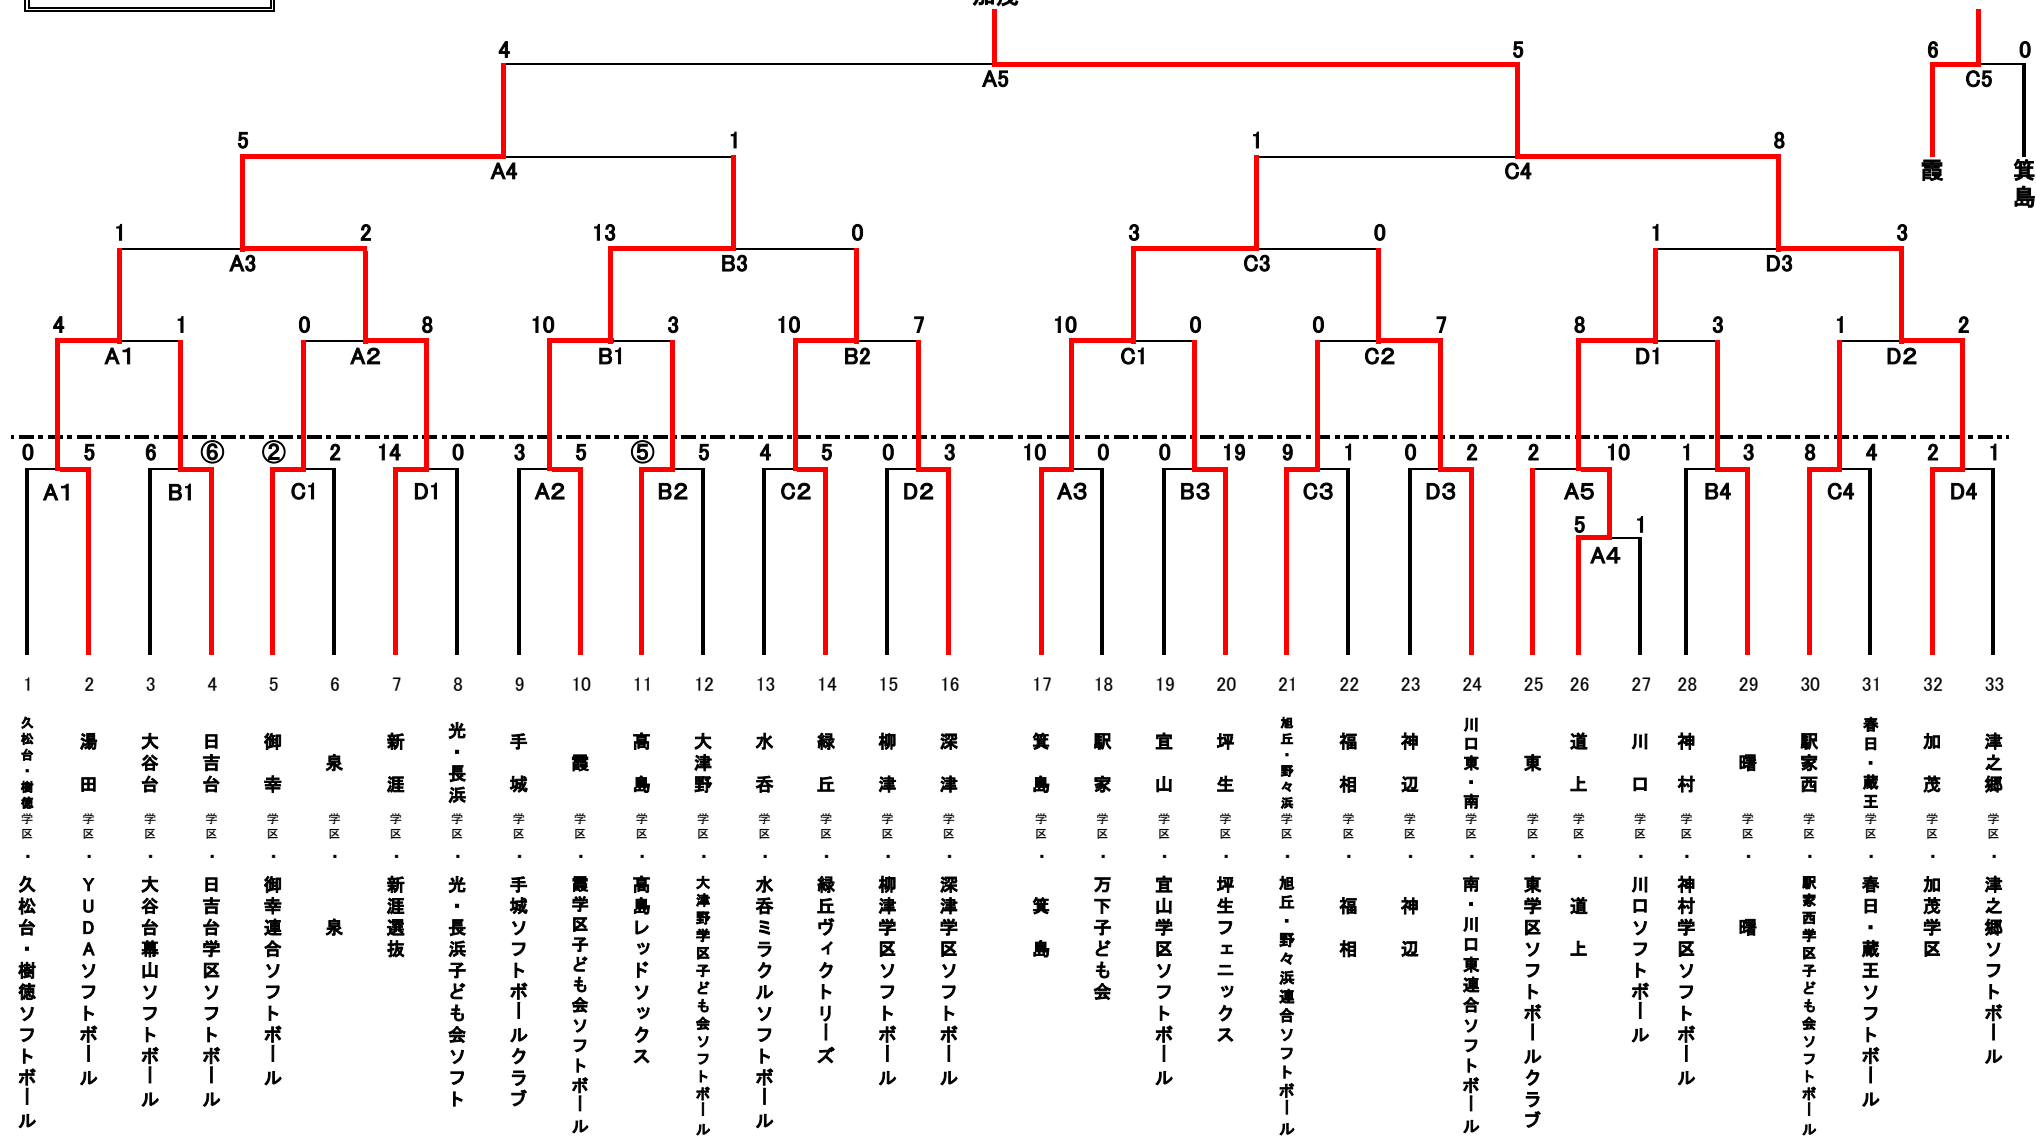 加茂
4 5
A5
6 0
C5
霞 箕島
5 1 1 8
A4 C4
1 2 13 0 3 0 1 3
A3 B3 C3 D3
4 1 0 8 10 3 10 7 10 0 0 7 8 3 1 2
A1 A2 B1 B2 C1 C2 D1 D2
0 5 6 ⑥ ② 2 14 0 3 5 ⑤ 5 4 5 0 3 10 0 0 19 9 1 0 2 2 10 1 3 8 4 2 1
A1 B1 C1 D1 A2 B2 C2 D2 A3 B3 C3 D3 A5 B4 C4 D4
5 1
A4
1 2 3 4 5 6 7 8 9 10 11 12 13 14 15 16 17 18 19 20 21 22 23 24 25 26 27 28 29 30 31 32 33
久松台・樹徳学区・久松台・樹徳ソフトボール
湯田学区・YUDAソフトボール
大谷台学区・大谷台幕山ソフトボール
日吉台学区・日吉台学区ソフトボール
御幸学区・御幸連合ソフトボール
泉学区・泉
新涯学区・新涯選抜
光・長浜学区・光・長浜子ども会ソフト
手城学区・手城ソフトボールクラブ
霞学区・霞学区子ども会ソフトボール
高島学区・高島レッドソックス
大津野学区・大津野学区子ども会ソフトボール
水呑学区・水呑ミラクルソフトボール
緑丘学区・緑丘ヴィクトリーズ
柳津学区・柳津学区ソフトボール
深津学区・深津学区ソフトボール
箕島学区・箕島
駅家学区・万下子ども会
宜山学区・宜山学区ソフトボール
坪生学区・坪生フェニックス
旭丘・野々浜学区・旭丘・野々浜連合ソフトボール
福相学区・福相
神辺学区・神辺
川口東・南学区・南・川口東連合ソフトボール
東学区・東学区ソフトボールクラブ
道上学区・道上
川口学区・川口ソフトボール
神村学区・神村学区ソフトボール
曙学区・曙
駅家西学区・駅家西学区子ども会ソフトボール
春日・蔵王学区・春日・蔵王ソフトボール
加茂学区・加茂学区
津之郷学区・津之郷ソフトボール